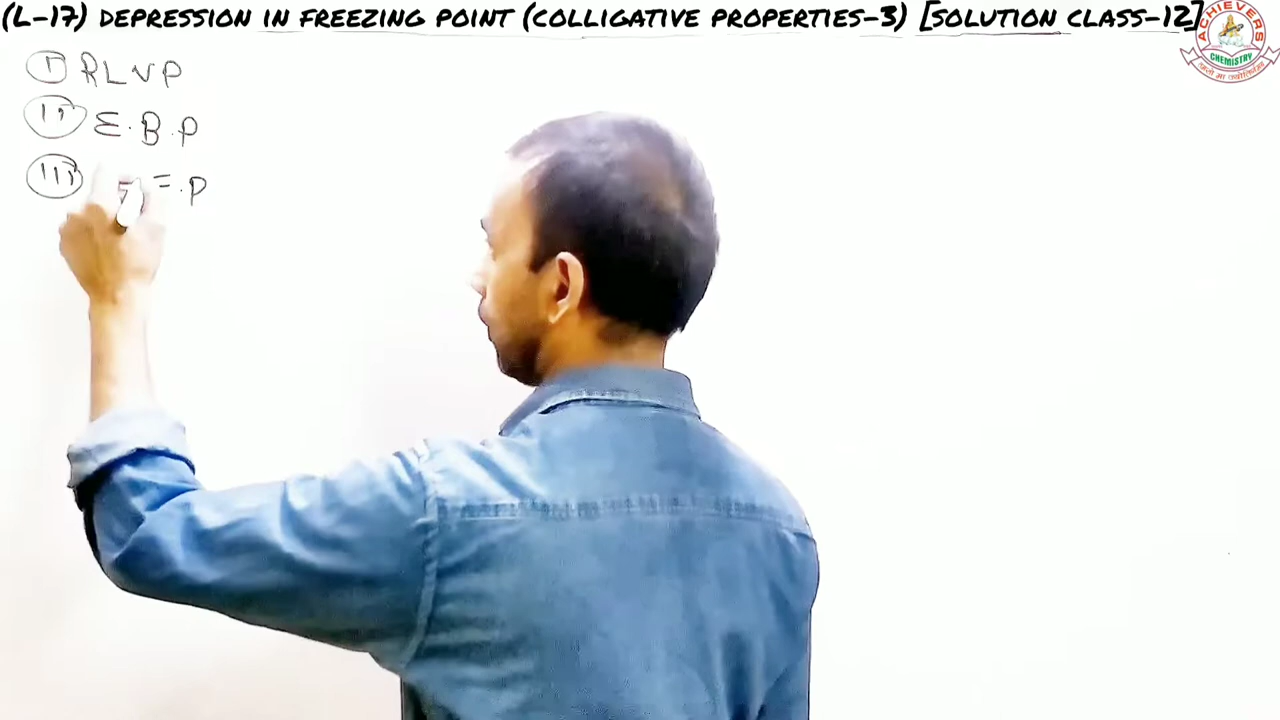 (L-17) DEPRESSION IN FREEZING POINT (COLLIGATIVE PROPERTIES-3) [SOLUTION CLASS-12]
ACHIEVERS
CHEMISTRY
(i) RLVP
(ii) E.B.P
(iii)